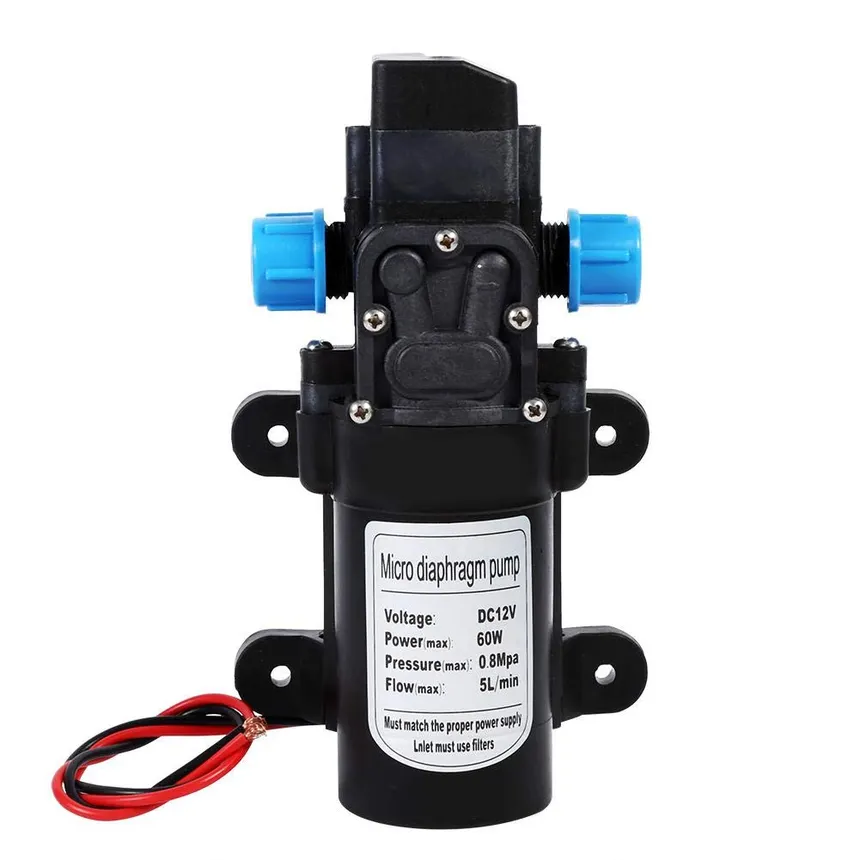 Micro diaphragm pump
Voltage: DC12V
Power(max): 60W
Pressure(max): 0.8Mpa
Flow(max): 5L/min
Must match the proper power supply
Lnlet must use filters